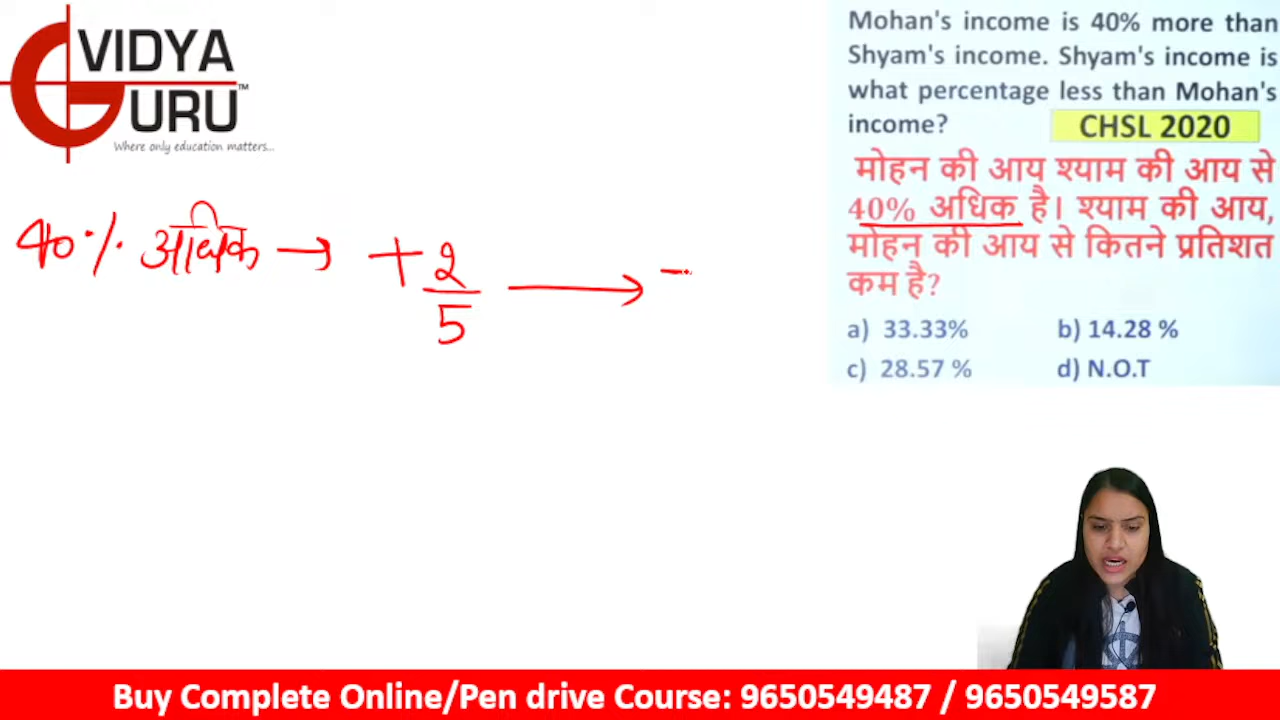 VIDYA
GURU™
Where only education matters...
Mohan's income is 40% more than
Shyam's income. Shyam's income is
what percentage less than Mohan's
income?
CHSL 2020
मोहन की आय श्याम की आय से
40% अधिक है। श्याम की आय,
मोहन की आय से कितने प्रतिशत
कम है?
a) 33.33%
b) 14.28 %
c) 28.57 %
d) N.O.T
40% अधिक → + 2/5 → -
Buy Complete Online/Pen drive Course: 9650549487 / 9650549587